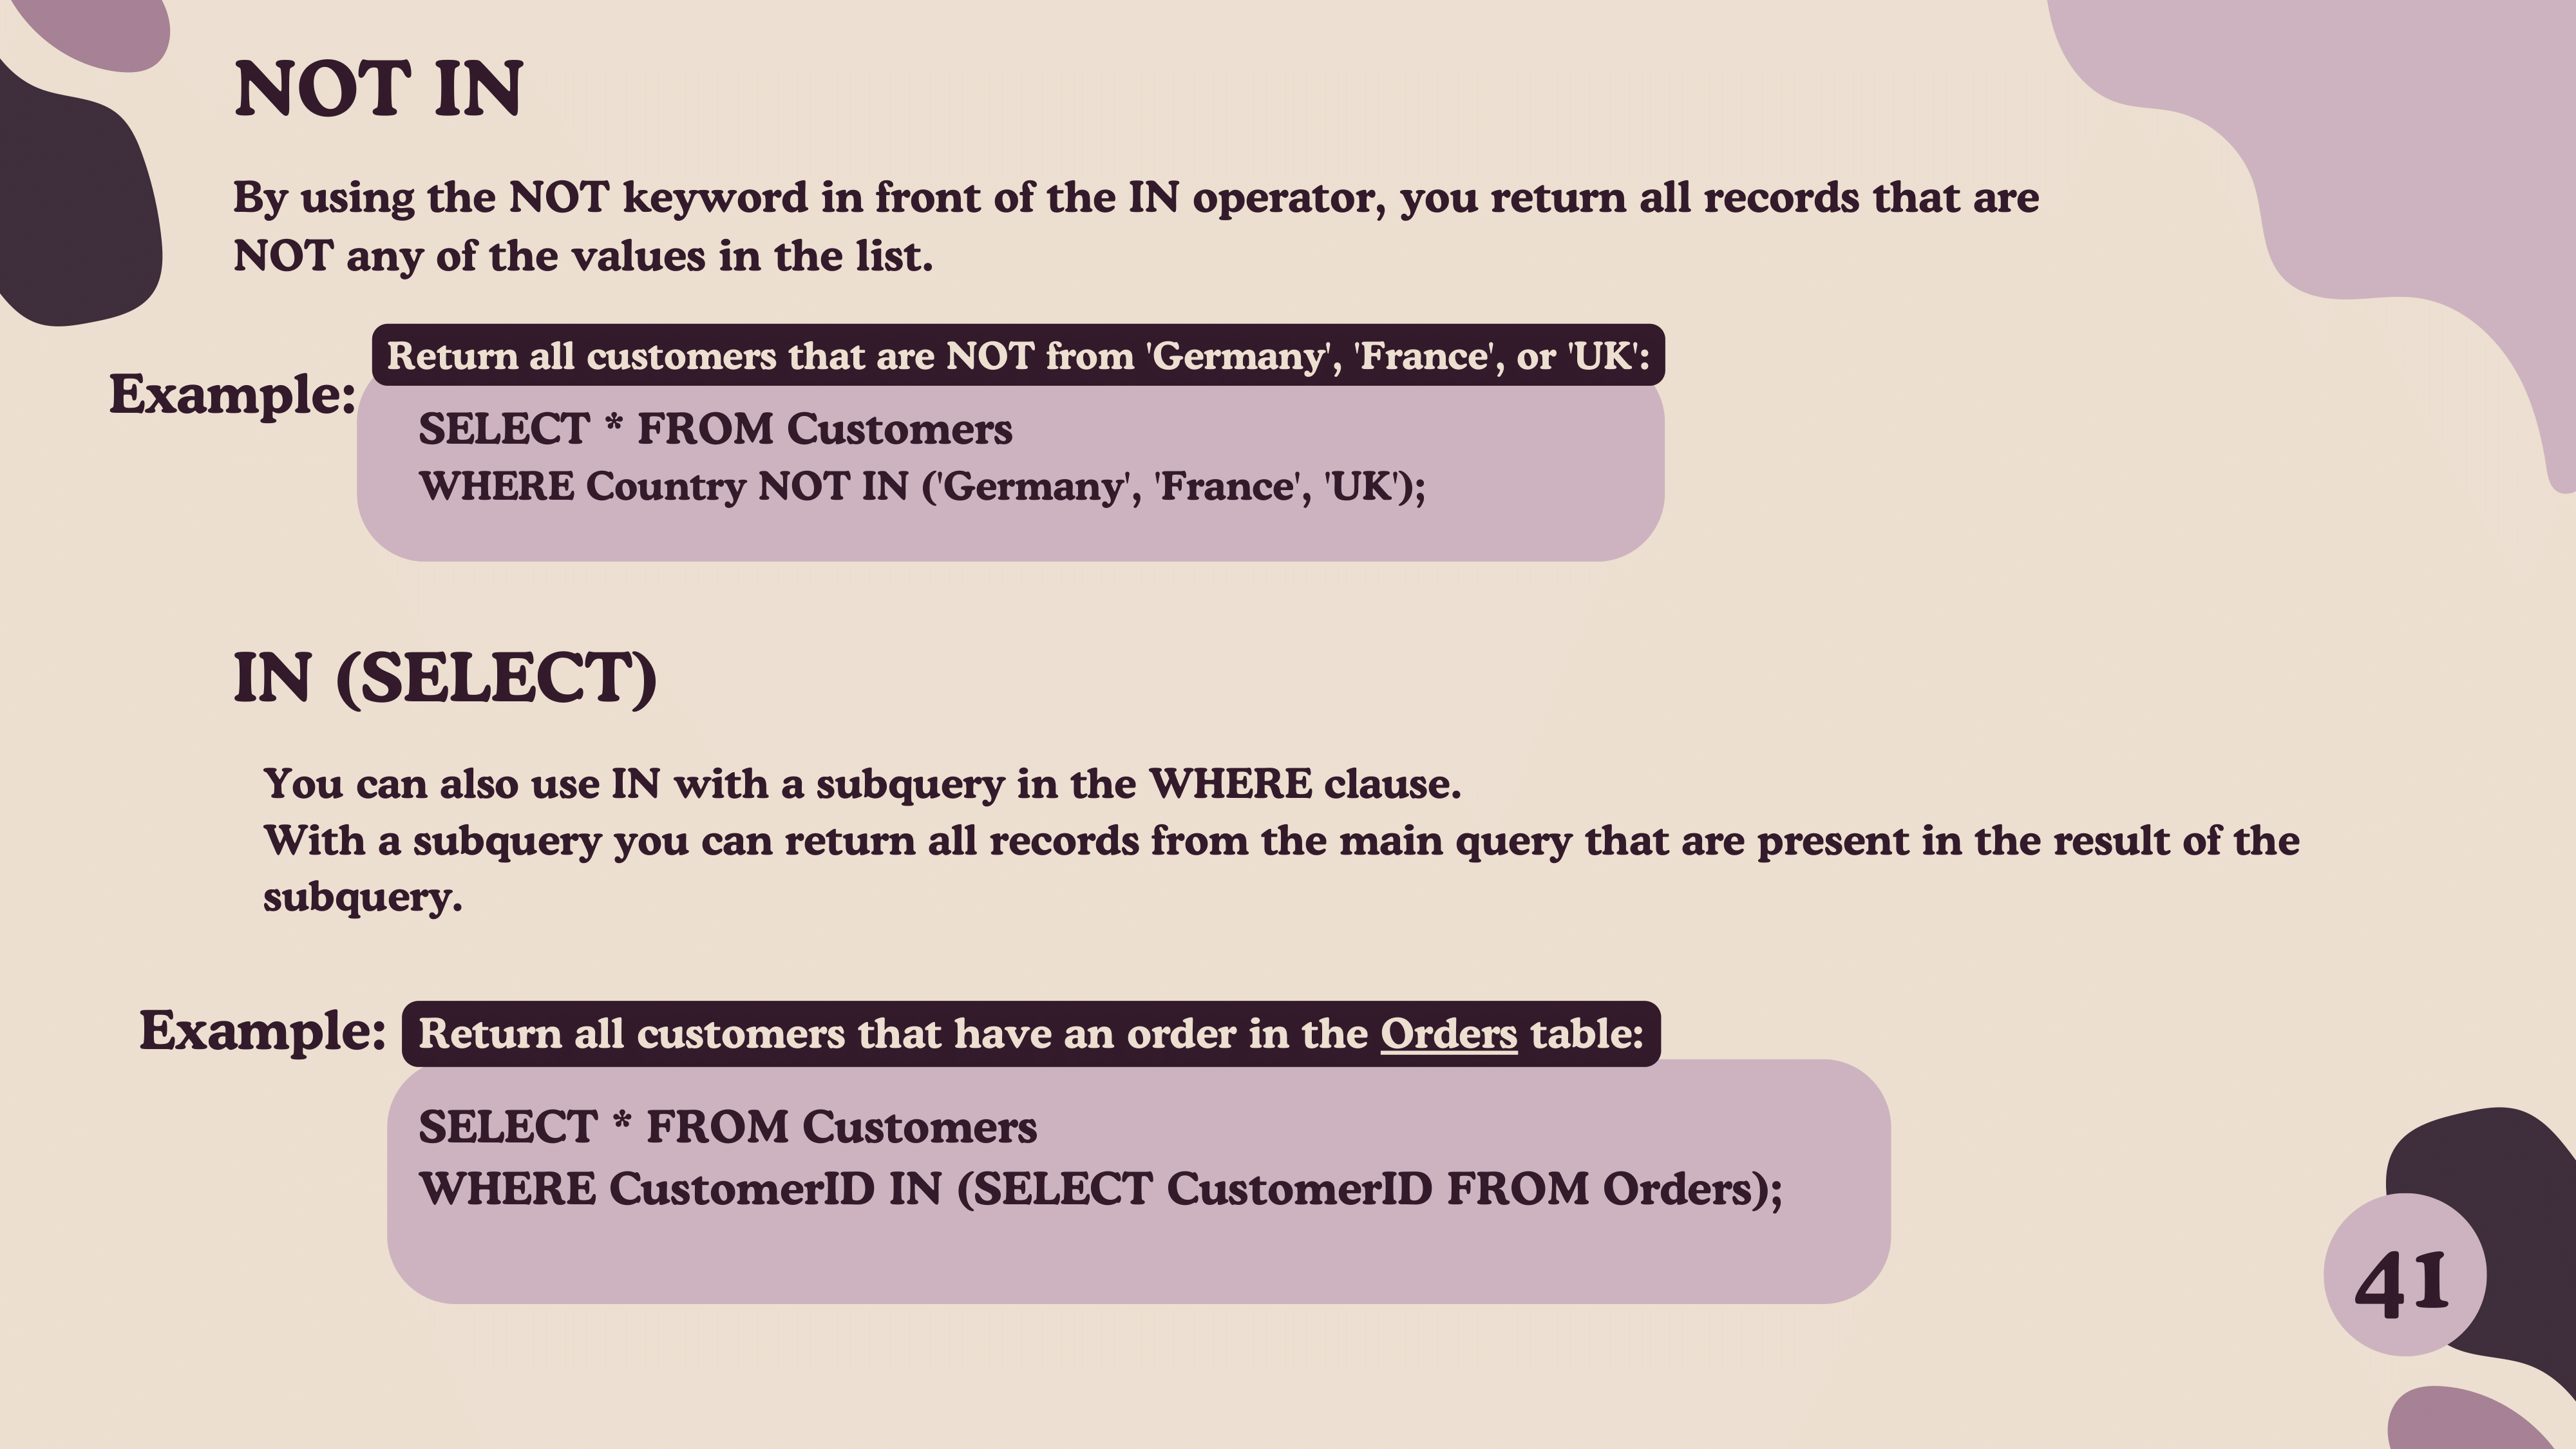 NOT IN
By using the NOT keyword in front of the IN operator, you return all records that are
NOT any of the values in the list.
Return all customers that are NOT from 'Germany', 'France', or 'UK':
Example:
SELECT * FROM Customers
WHERE Country NOT IN ('Germany', 'France', 'UK');
IN (SELECT)
You can also use IN with a subquery in the WHERE clause.
With a subquery you can return all records from the main query that are present in the result of the
subquery.
Example:
Return all customers that have an order in the Orders table:
SELECT * FROM Customers
WHERE CustomerID IN (SELECT CustomerID FROM Orders);
41